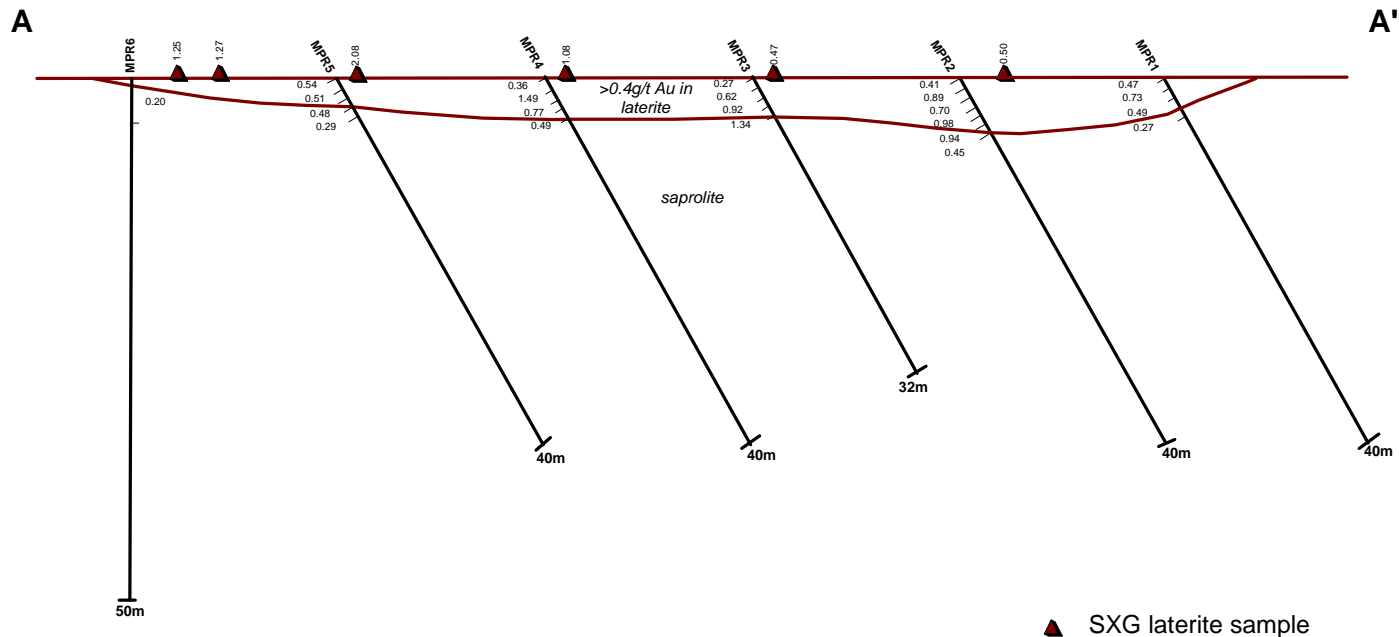 A
A'
MPR6
1.25
1.27
MPR5
2.08
MPR4
1.08
MPR3
0.47
MPR2
0.50
MPR1
0.20
0.54
0.51
0.48
0.29
0.36
1.49
0.77
0.49
>0.4g/t Au in
laterite
0.27
0.62
0.92
1.34
0.41
0.89
0.70
0.98
0.94
0.45
0.47
0.73
0.49
0.27
saprolite
32m
40m
40m
40m
40m
50m
SXG laterite sample